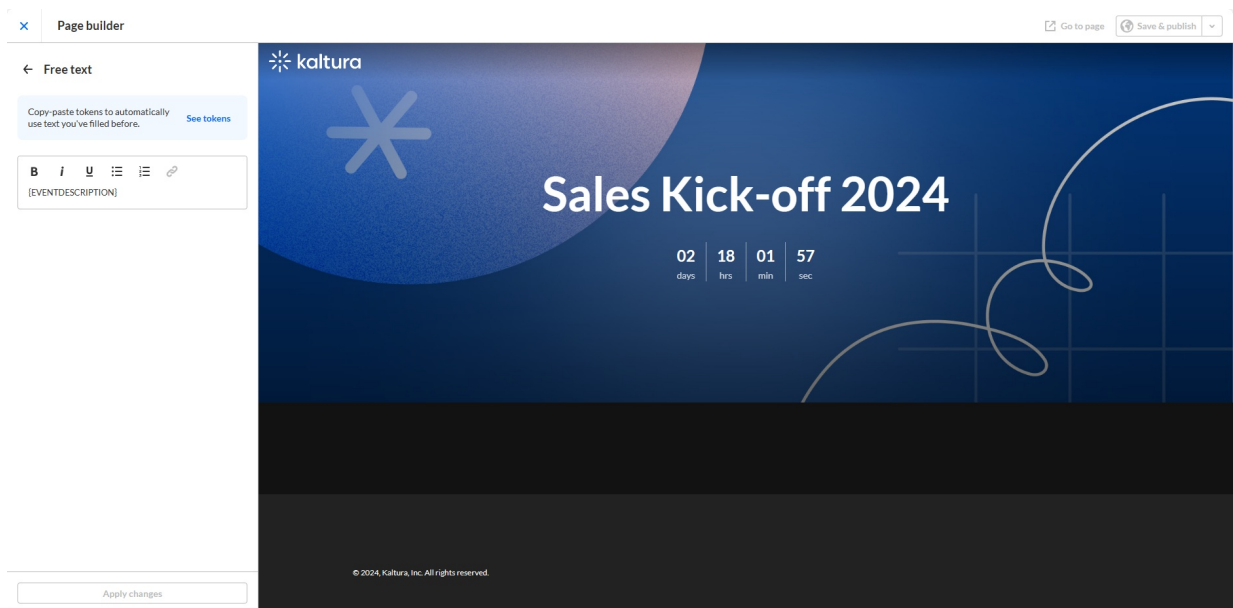 Page builder
Go to page
Save & publish
Free text
Copy-paste tokens to automatically
use text you've filled before.
See tokens
B i U
{EVENTDESCRIPTION}
Apply changes
kaltura
Sales Kick-off 2024
02 18 01 57
days hrs min sec
© 2024, Kaltura, Inc. All rights reserved.